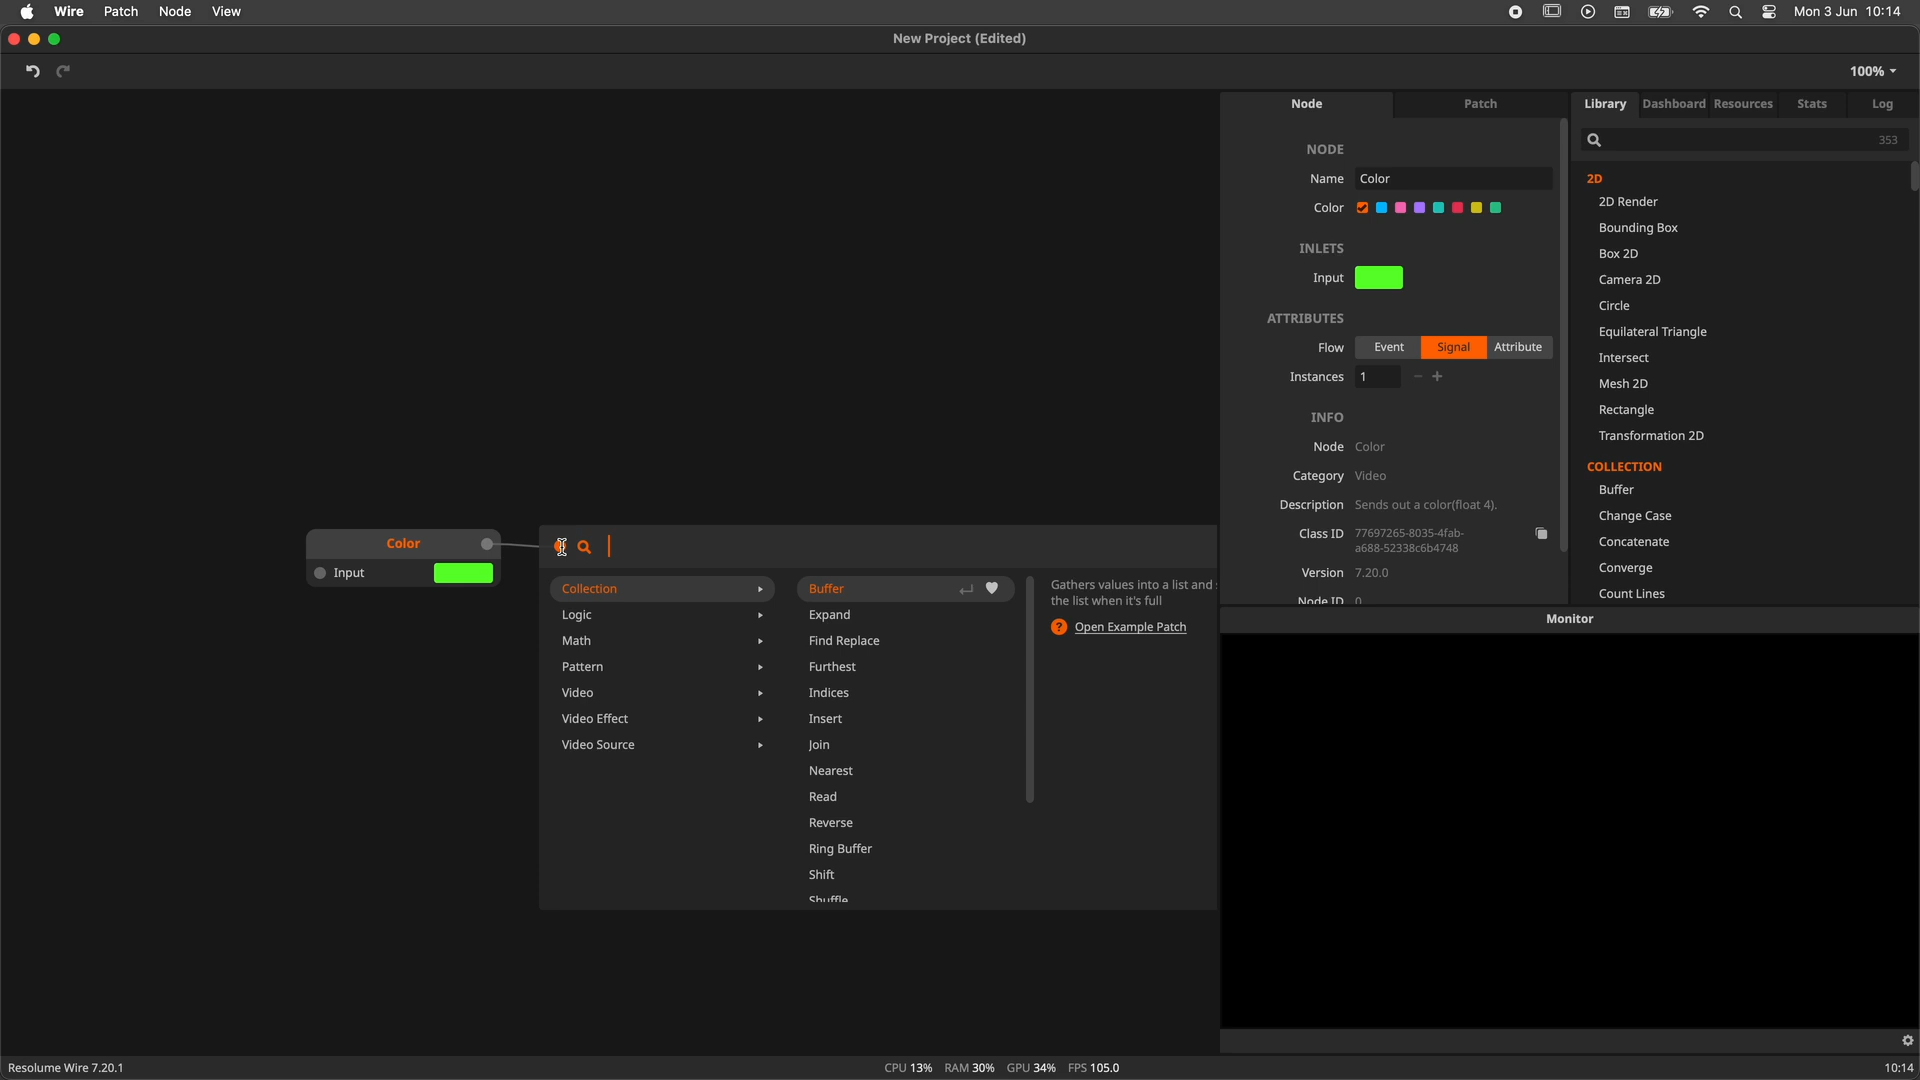 Wire Patch Node View Mon 3 Jun 10:14
New Project (Edited)
100%
Node Patch
Library Dashboard Resources Stats Log
353
NODE
Name Color
Color
INLETS
Input
ATTRIBUTES
Flow Event Signal Attribute
Instances 1
INFO
Node Color
Category Video
Description Sends out a color(float 4).
Class ID 77697265-8035-4fab-
a688-52338c6b4748
Version 7.20.0
Node ID 0
2D
2D Render
Bounding Box
Box 2D
Camera 2D
Circle
Equilateral Triangle
Intersect
Mesh 2D
Rectangle
Transformation 2D
COLLECTION
Buffer
Change Case
Concatenate
Converge
Count Lines
Color
Input
Collection
Logic
Math
Pattern
Video
Video Effect
Video Source
Buffer
Expand
Find Replace
Furthest
Indices
Insert
Join
Nearest
Read
Reverse
Ring Buffer
Shift
Shuffle
Gathers values into a list and
the list when it's full
? Open Example Patch
Monitor
Resolume Wire 7.20.1
CPU 13% RAM 30% GPU 34% FPS 105.0
10:14